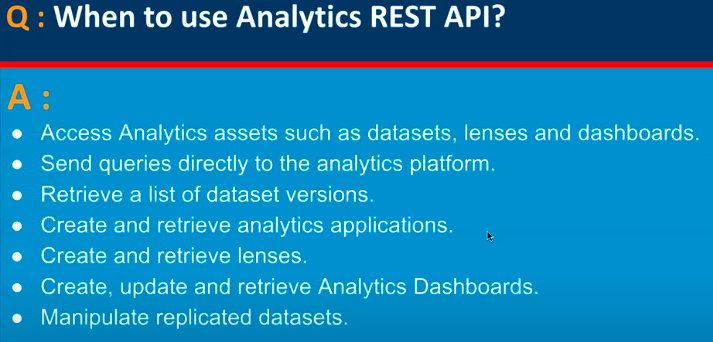 Q : When to use Analytics REST API?
A :
● Access Analytics assets such as datasets, lenses and dashboards.
● Send queries directly to the analytics platform.
● Retrieve a list of dataset versions.
● Create and retrieve analytics applications.
● Create and retrieve lenses.
● Create, update and retrieve Analytics Dashboards.
● Manipulate replicated datasets.